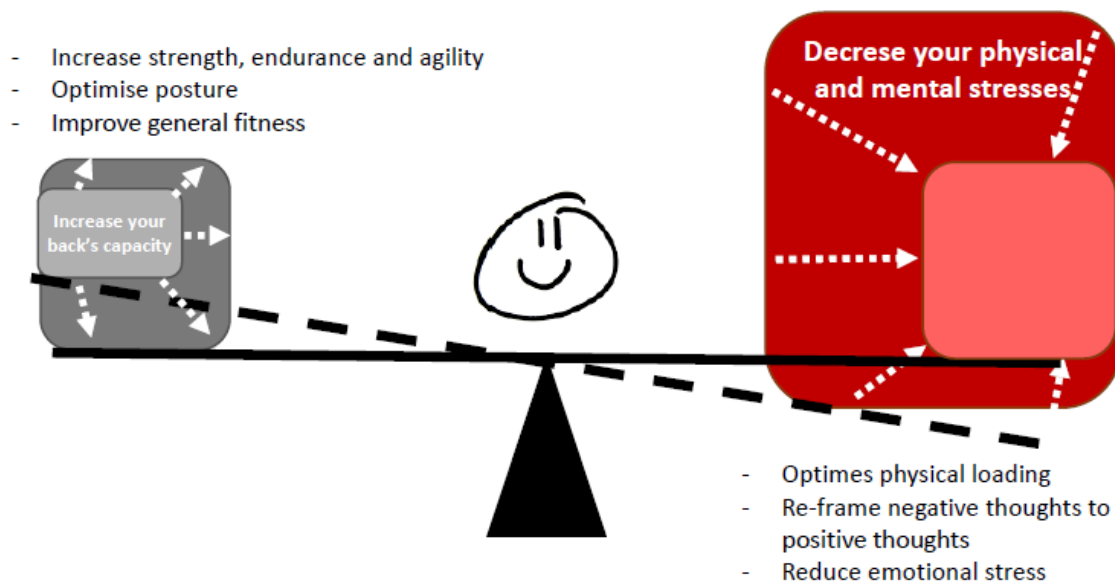 - Increase strength, endurance and agility
- Optimise posture
- Improve general fitness
Increase your
back's capacity
Decrese your physical
and mental stresses
- Optimes physical loading
- Re-frame negative thoughts to
positive thoughts
- Reduce emotional stress